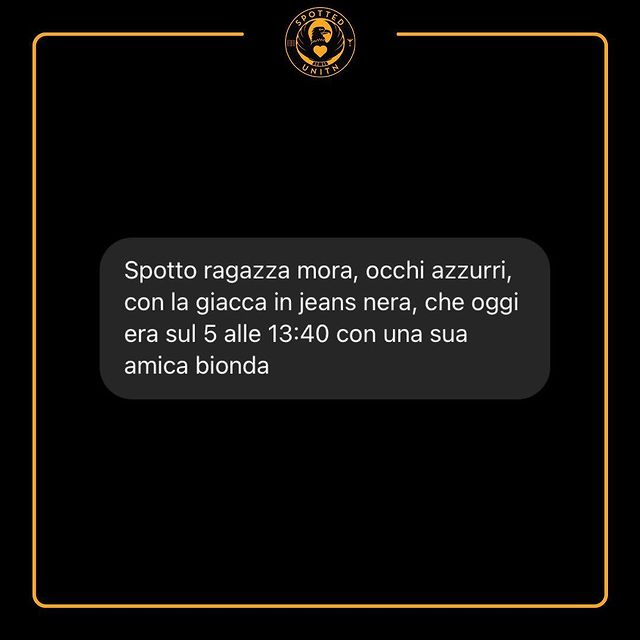 SPOTTED
UNITN
Spotto ragazza mora, occhi azzurri,
con la giacca in jeans nera, che oggi
era sul 5 alle 13:40 con una sua
amica bionda